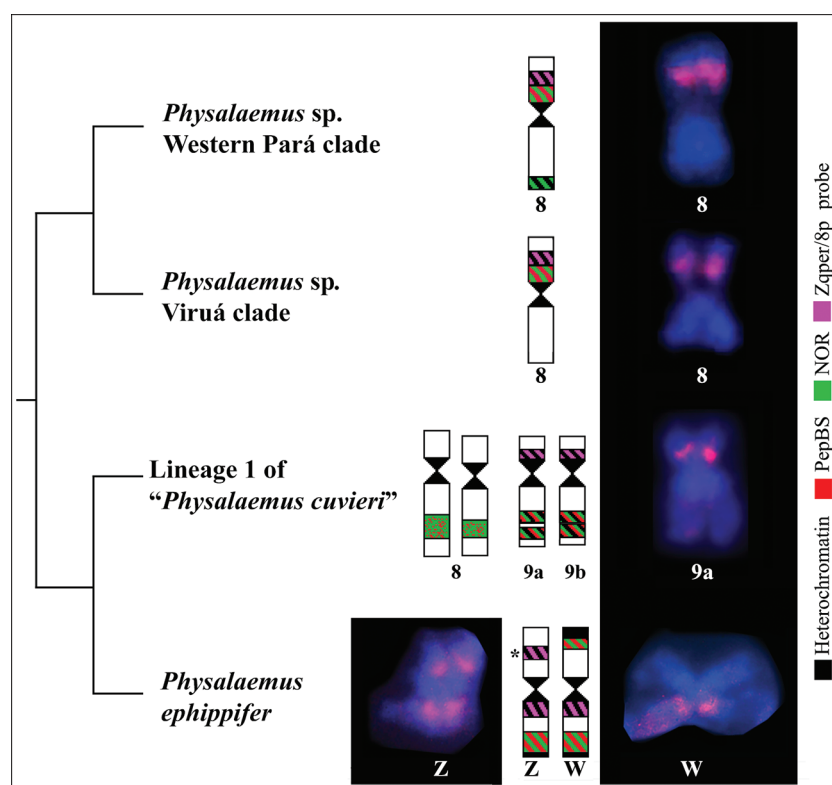 Physalaemus sp.
Western Pará clade
8
8
Physalaemus sp.
Viruá clade
8
8
Lineage 1 of
“Physalaemus cuvieri”
8
9a
9b
9a
*
Physalaemus
ephippifer
Z
Z
W
W
Heterochromatin
PepBS
NOR
Zqper/8p probe